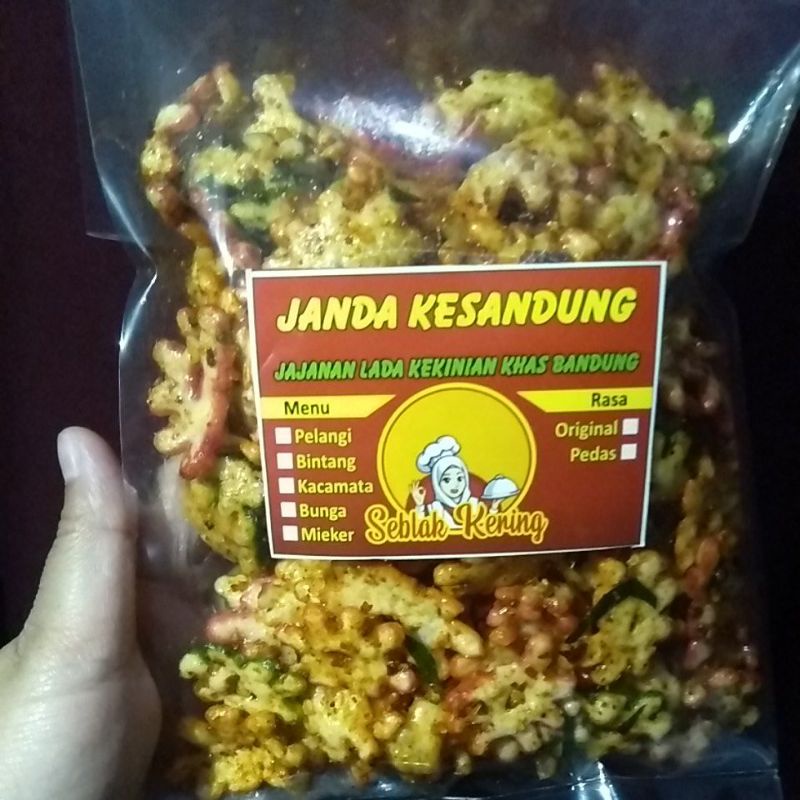 JANDA KESANDUNG
JAJANAN LADA KEKINIAN KHAS BANDUNG
Menu
Pelangi
Bintang
Kacamata
Bunga
Mieker
Rasa
Original
Pedas
Seblak Kering